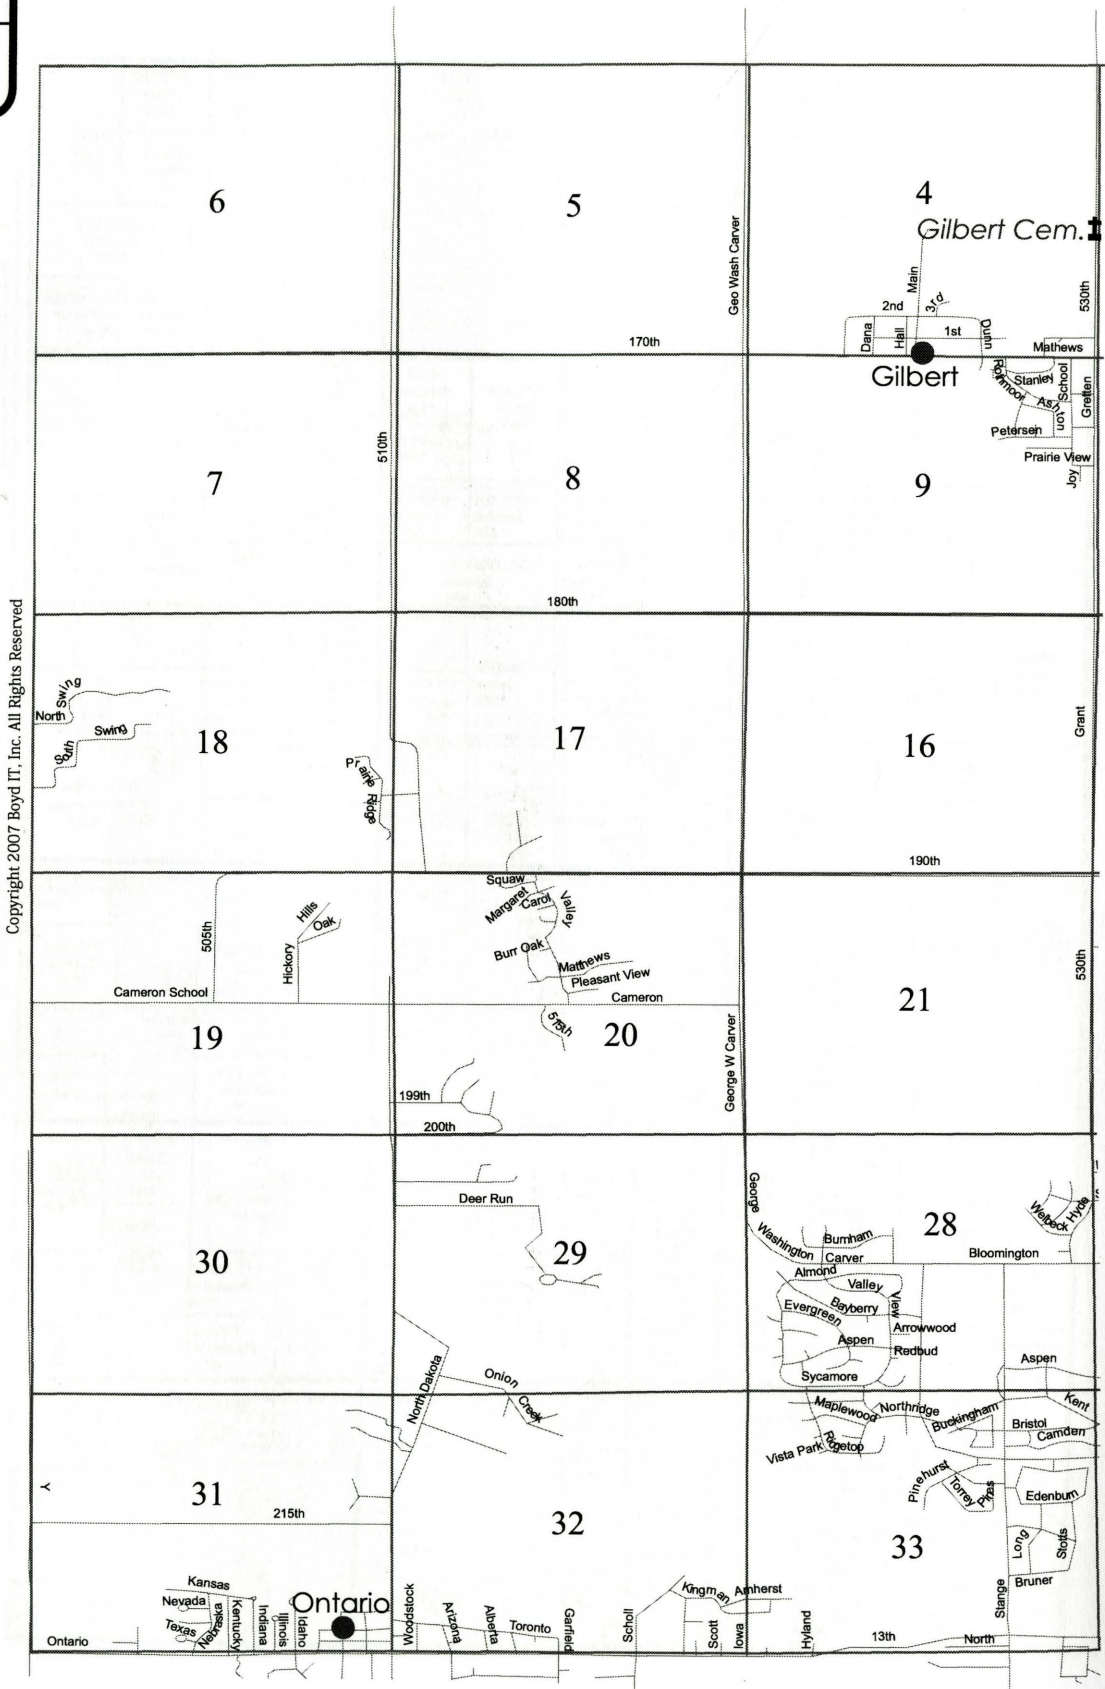 6
5
4
Gilbert Cem.
Geo Wash Carver
530th
Main
2nd
3rd
Dana
Hall
1st
Dunn
170th
Mathews
Gilbert
Rothmoor
Stanley
School
Gretten
Ashton
Petersen
Prairie View
Joy
510th
7
8
9
180th
Copyright 2007 Boyd IT, Inc. All Rights Reserved
North Swing
South Swing
18
17
16
Grant
Prairie Ridge
190th
Squaw Valley
Margaret
Carol
505th
Hickory Hills
Oak
Burr Oak
Matthews
Pleasant View
Cameron School
Cameron
530th
21
19
515th
20
George W Carver
199th
200th
Deer Run
George Washington Carver
28
Welbeck
Hyde
30
29
Burnham
Bloomington
Almond
Valley View
Bayberry
Evergreen
Arrowwood
Aspen
Redbud
Sycamore
Aspen
North Dakota
Onion Creek
Maplewood
Northridge
Buckingham
Kent
Bristol
Camden
Vista Park
Ridgetop
Pinehurst
Torrey Pines
Edenburn
Y
31
215th
32
33
Long
Stotts
Bruner
Stange
Kansas
Nevada
Texas
Nebraska
Kentucky
Indiana
Illinois
Idaho
Ontario
Woodstock
Arizona
Alberta
Toronto
Garfield
Scholl
Kingman
Amherst
Scott
Iowa
Hyland
Ontario
13th
North